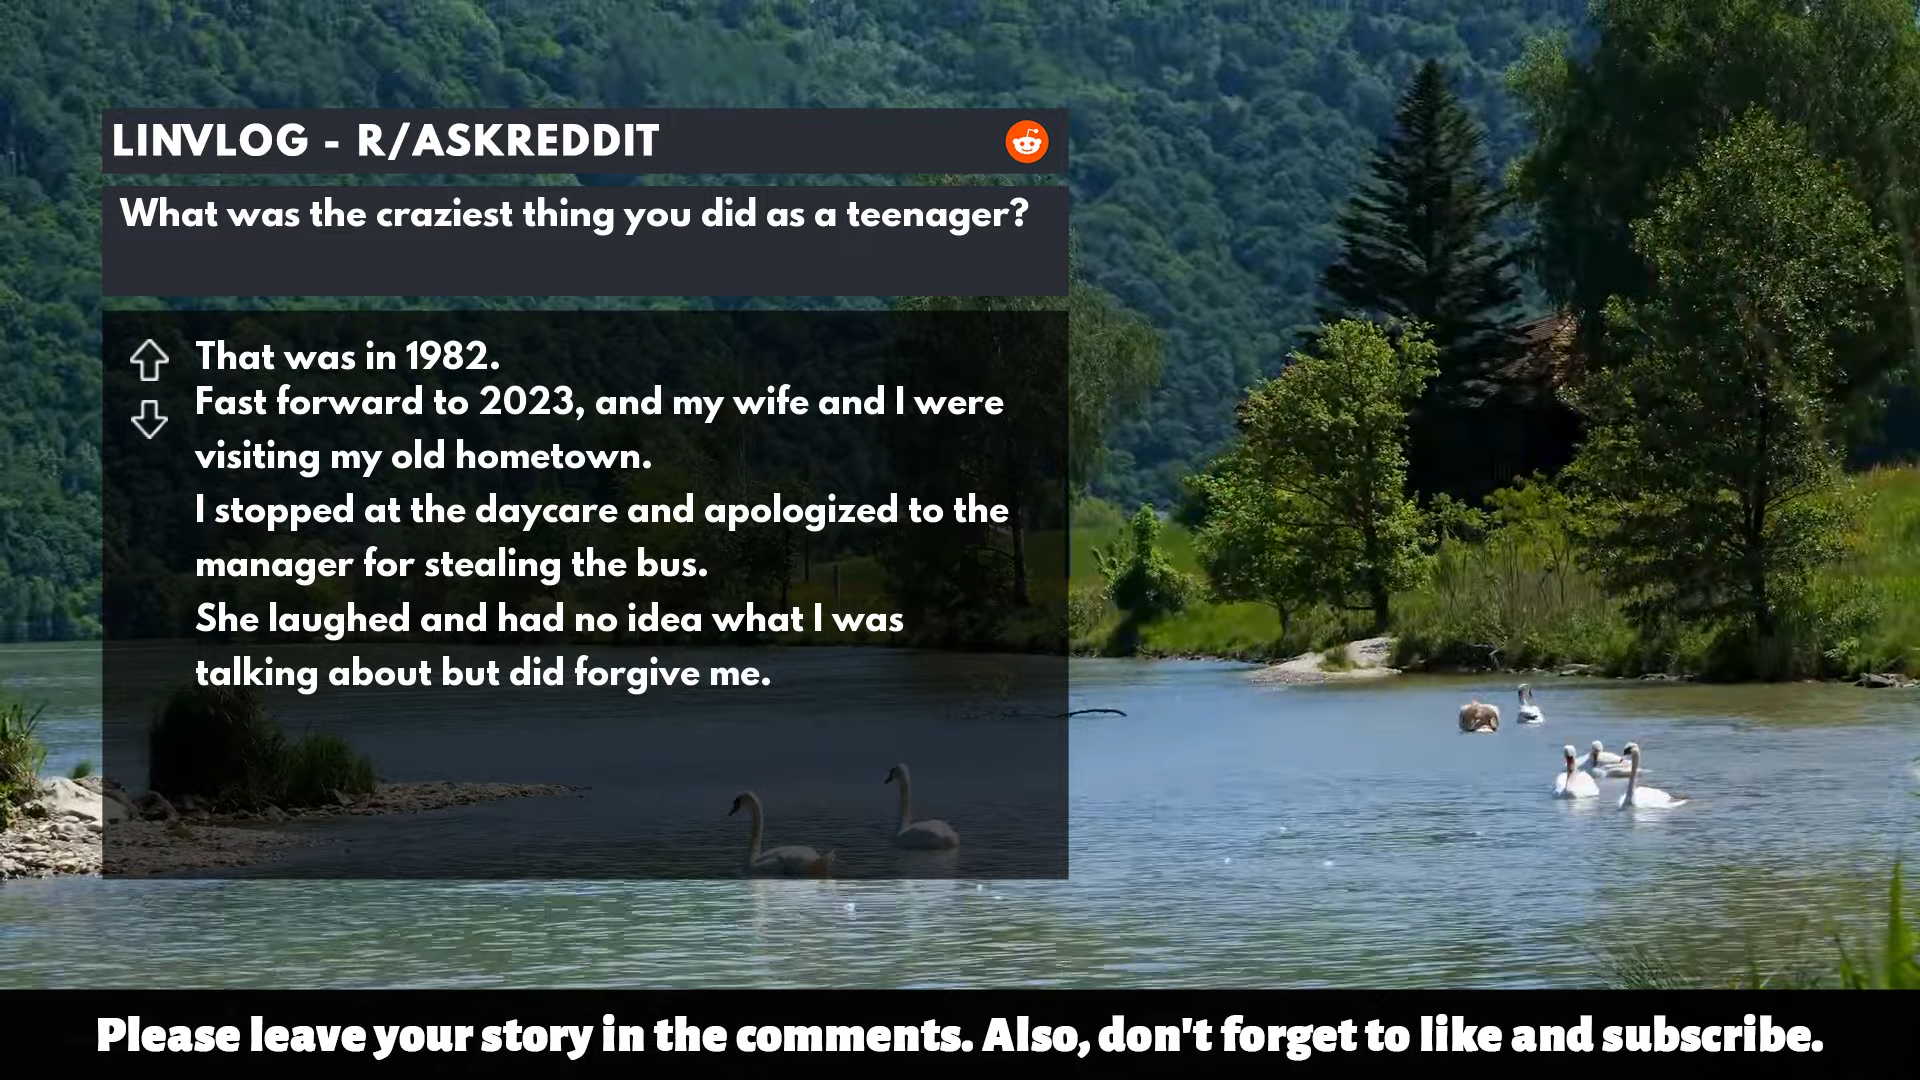 LINVLOG - R/ASKREDDIT
What was the craziest thing you did as a teenager?
That was in 1982.
Fast forward to 2023, and my wife and I were
visiting my old hometown.
I stopped at the daycare and apologized to the
manager for stealing the bus.
She laughed and had no idea what I was
talking about but did forgive me.
Please leave your story in the comments. Also, don't forget to like and subscribe.